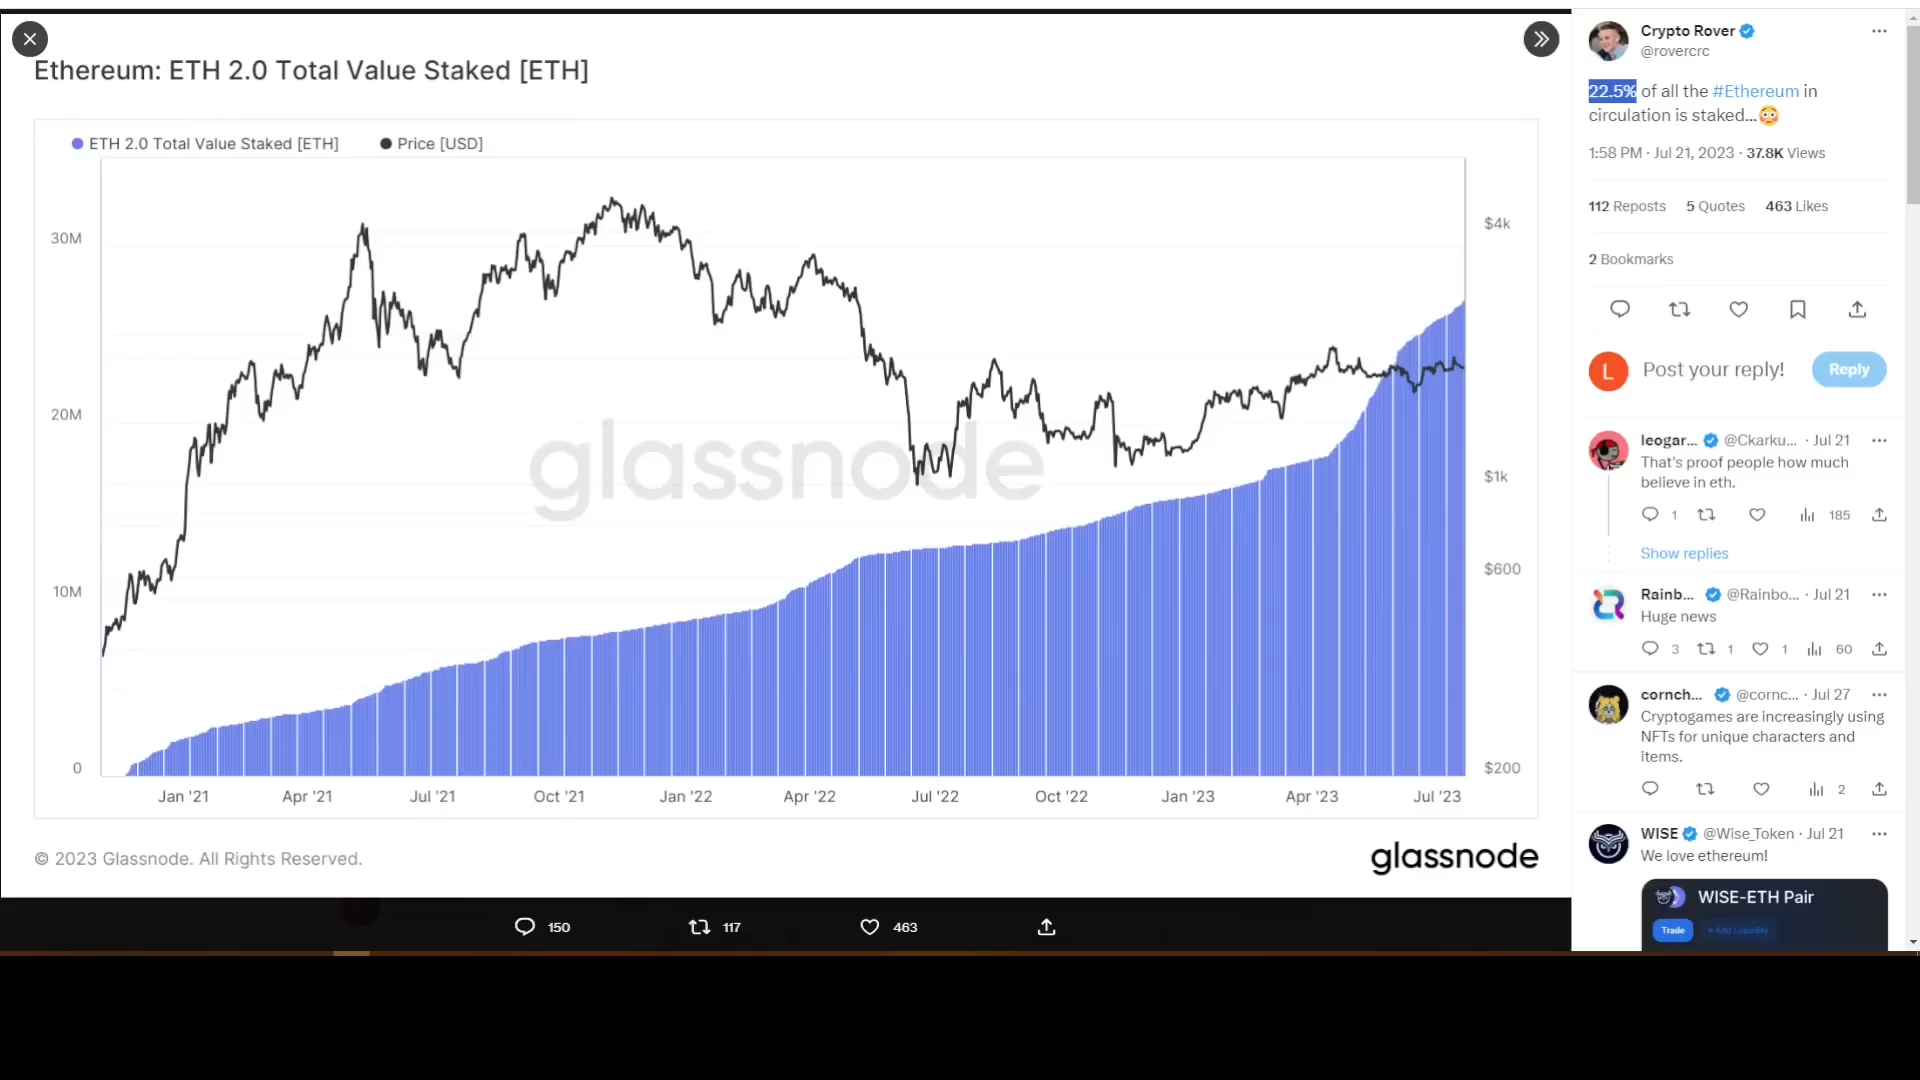 Ethereum: ETH 2.0 Total Value Staked [ETH]
ETH 2.0 Total Value Staked [ETH]
Price [USD]
30M
20M
10M
0
$4k
$1k
$600
$200
glassnode
Jan '21
Apr '21
Jul '21
Oct '21
Jan '22
Apr '22
Jul '22
Oct '22
Jan '23
Apr '23
Jul '23
© 2023 Glassnode. All Rights Reserved.
glassnode
150
117
463
Crypto Rover
@rovercrc
22.5% of all the #Ethereum in
circulation is staked...😳
1:58 PM · Jul 21, 2023 · 37.8K Views
112 Reposts 5 Quotes 463 Likes
2 Bookmarks
L
Post your reply!
Reply
leogar... @Ckarku... · Jul 21
That's proof people how much
believe in eth.
1 185
Show replies
Rainb... @Rainbo... · Jul 21
Huge news
3 1 1 60
cornch... @cornc... · Jul 27
Cryptogames are increasingly using
NFTs for unique characters and
items.
2
WISE @Wise_Token · Jul 21
We love ethereum!
WISE-ETH Pair
Trade
+ Add Liquidity